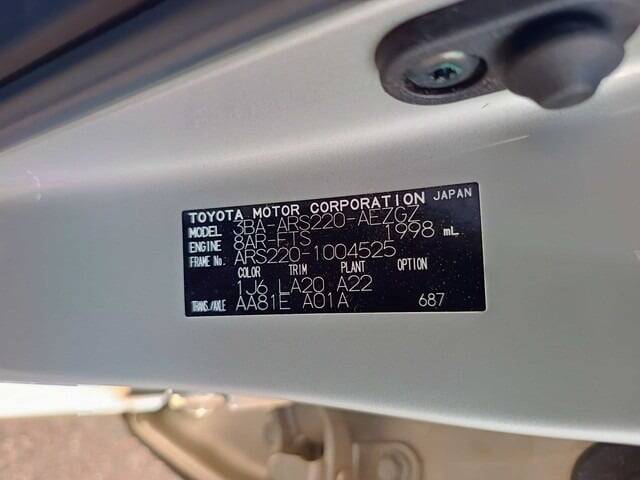 TOYOTA MOTOR CORPORATION JAPAN
MODEL 3BA-ARS220-AEZGZ
ENGINE 8AR-FTS 1998 mL
FRAME No. ARS220-1004525
COLOR TRIM PLANT OPTION
1J6 LA20 A22
TRANS./AXLE AA81E A01A 687